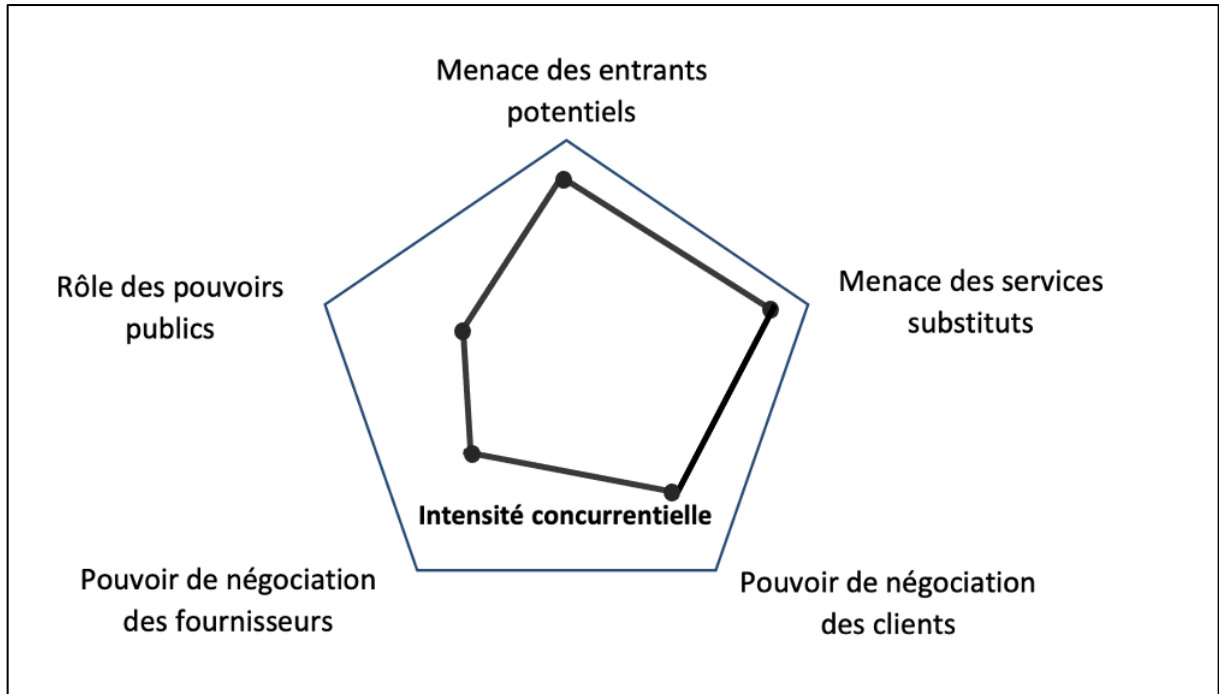 Menace des entrants
potentiels
Rôle des pouvoirs
publics
Menace des services
substituts
Intensité concurrentielle
Pouvoir de négociation
des fournisseurs
Pouvoir de négociation
des clients